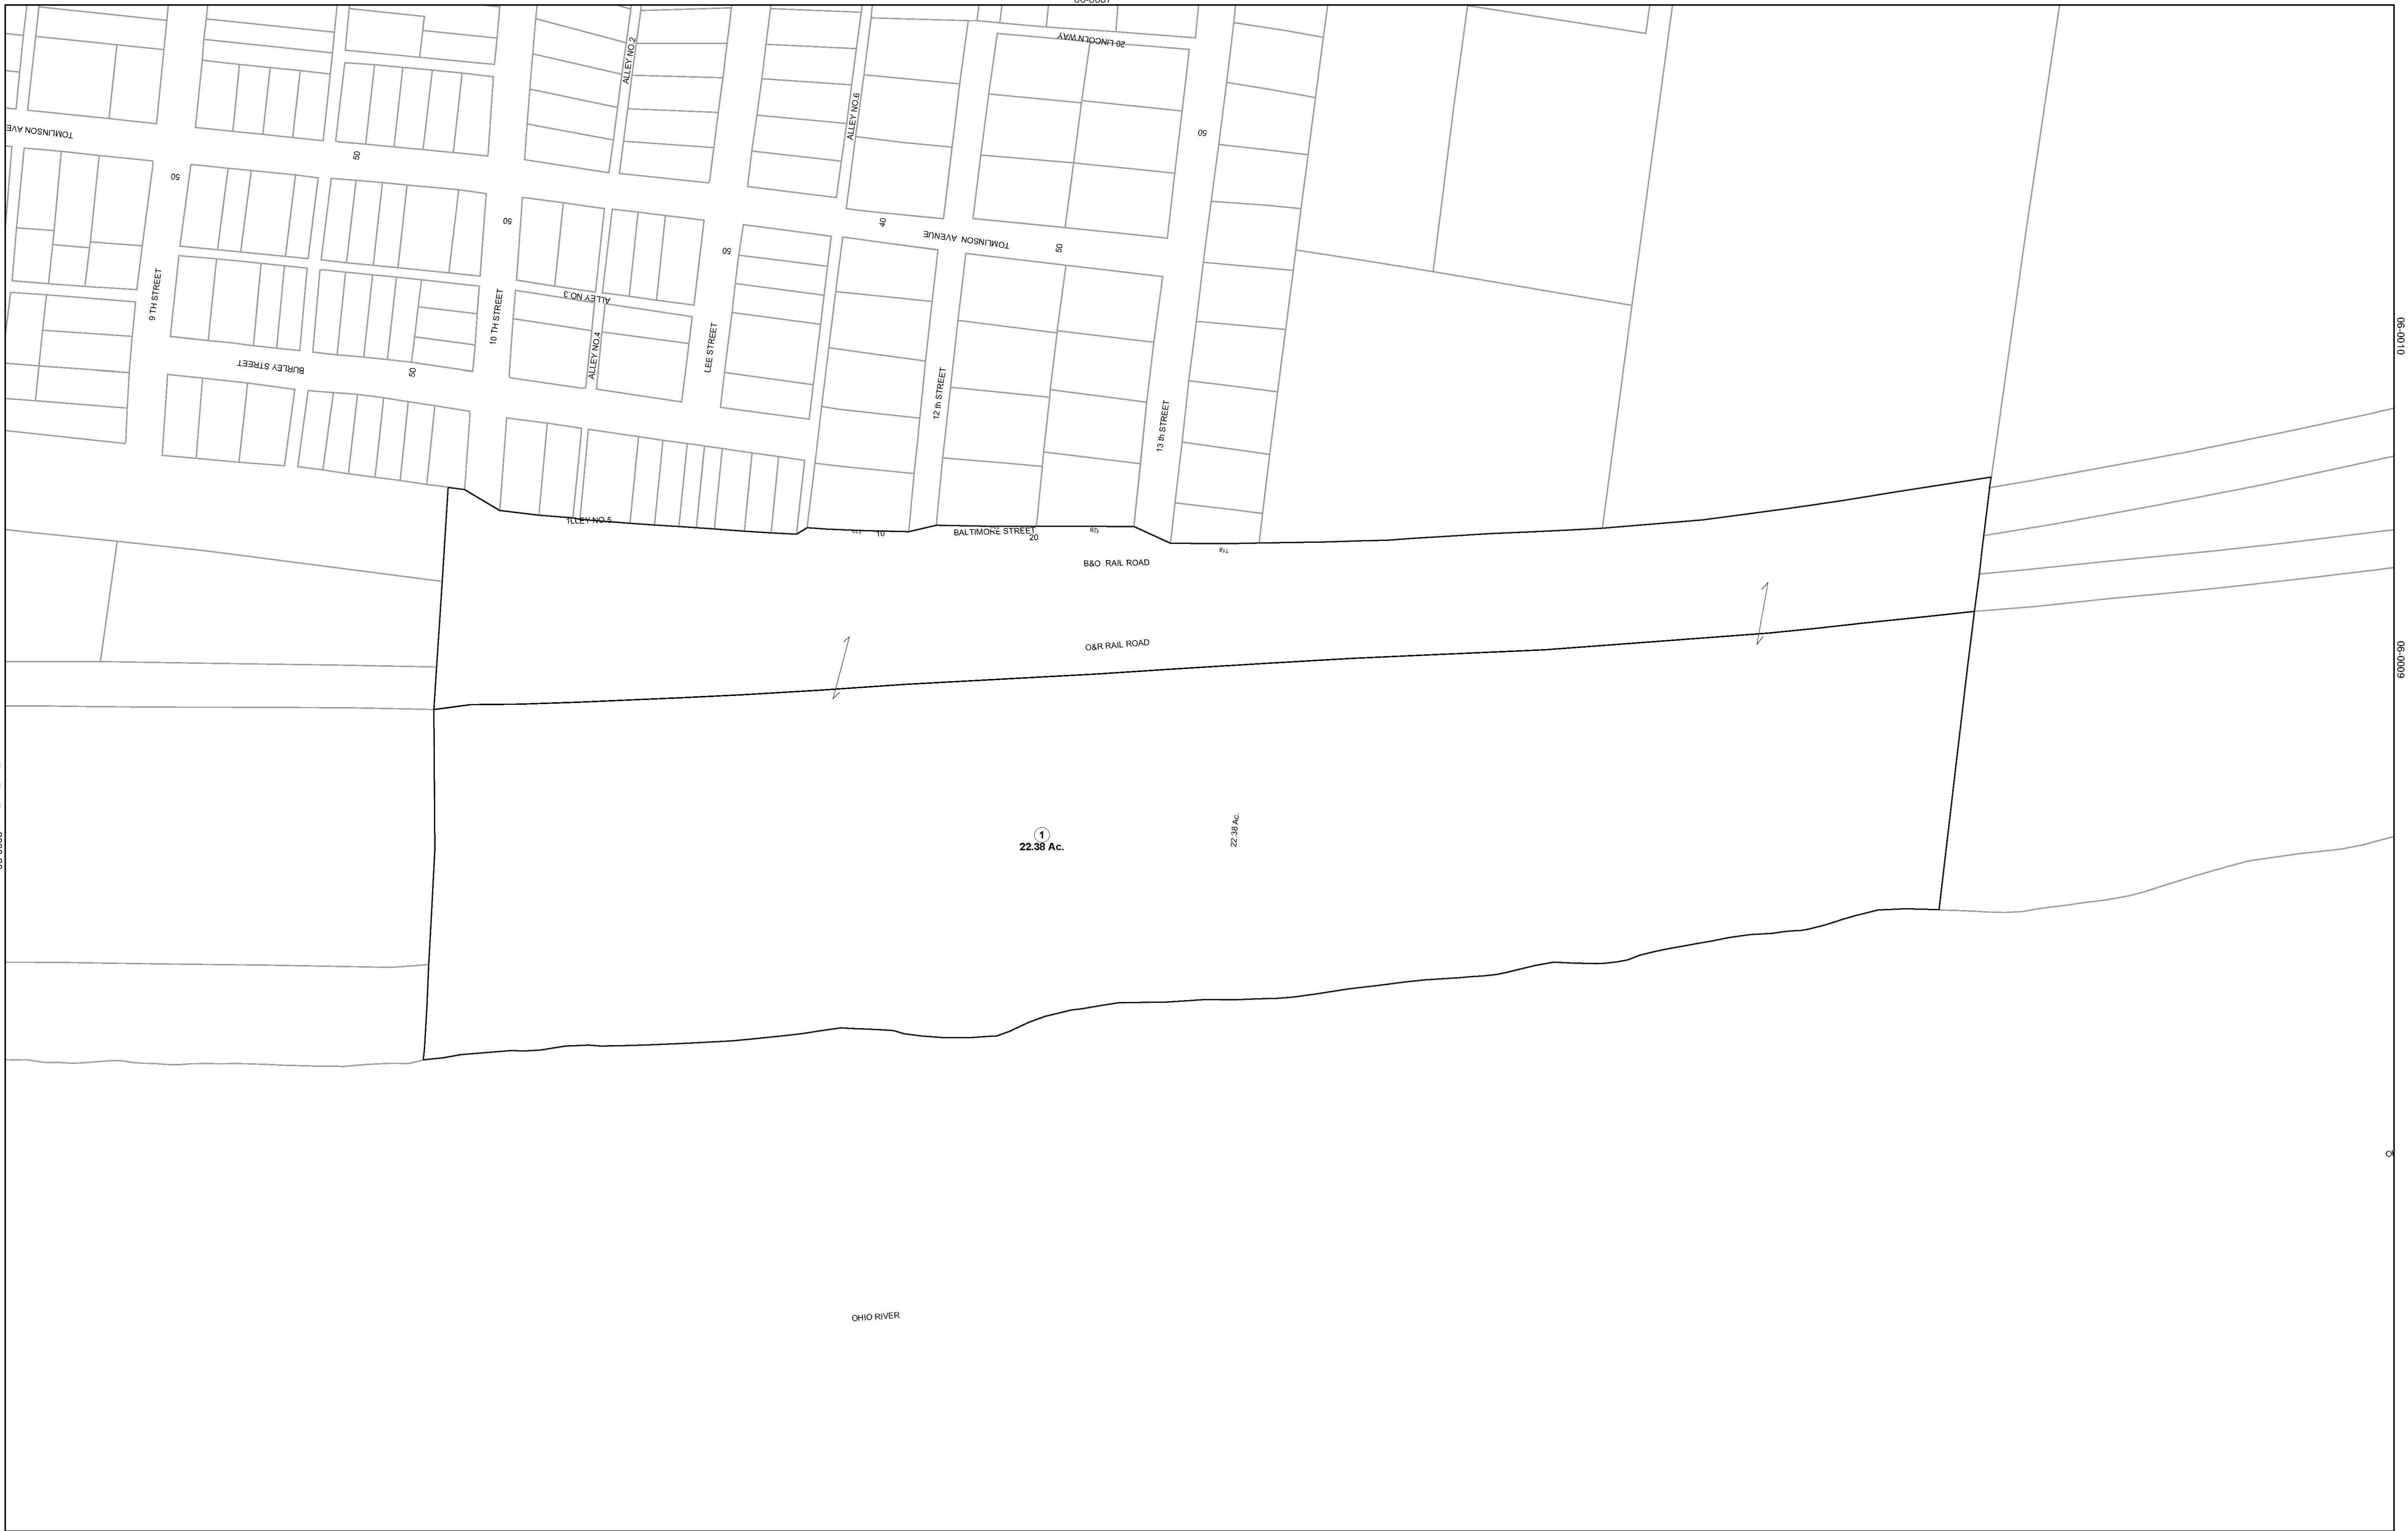 ALLEY NO.2
20 LINCOLN WAY
ALLEY NO.6
TOMLINSON AVE
50
50
50
50
50
40
TOMLINSON AVENUE
50
9 TH STREET
10 TH STREET
ALLEY NO.3
ALLEY NO.4
LEE STREET
BURLEY STREET
50
12 th STREET
13 th STREET
06-0010
LLEY NO.5
10
BALTIMORE STREET
20
128
118
B&O RAIL ROAD
O&R RAIL ROAD
06-0009
1
22.38 Ac.
22.38 Ac.
OHIO RIVER